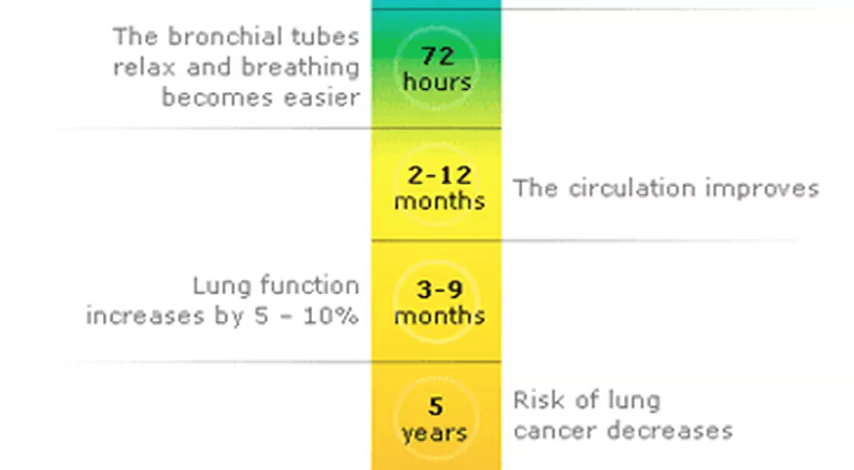 The bronchial tubes
relax and breathing
becomes easier
72
hours
2-12
months
The circulation improves
Lung function
increases by 5 – 10%
3-9
months
5
years
Risk of lung
cancer decreases